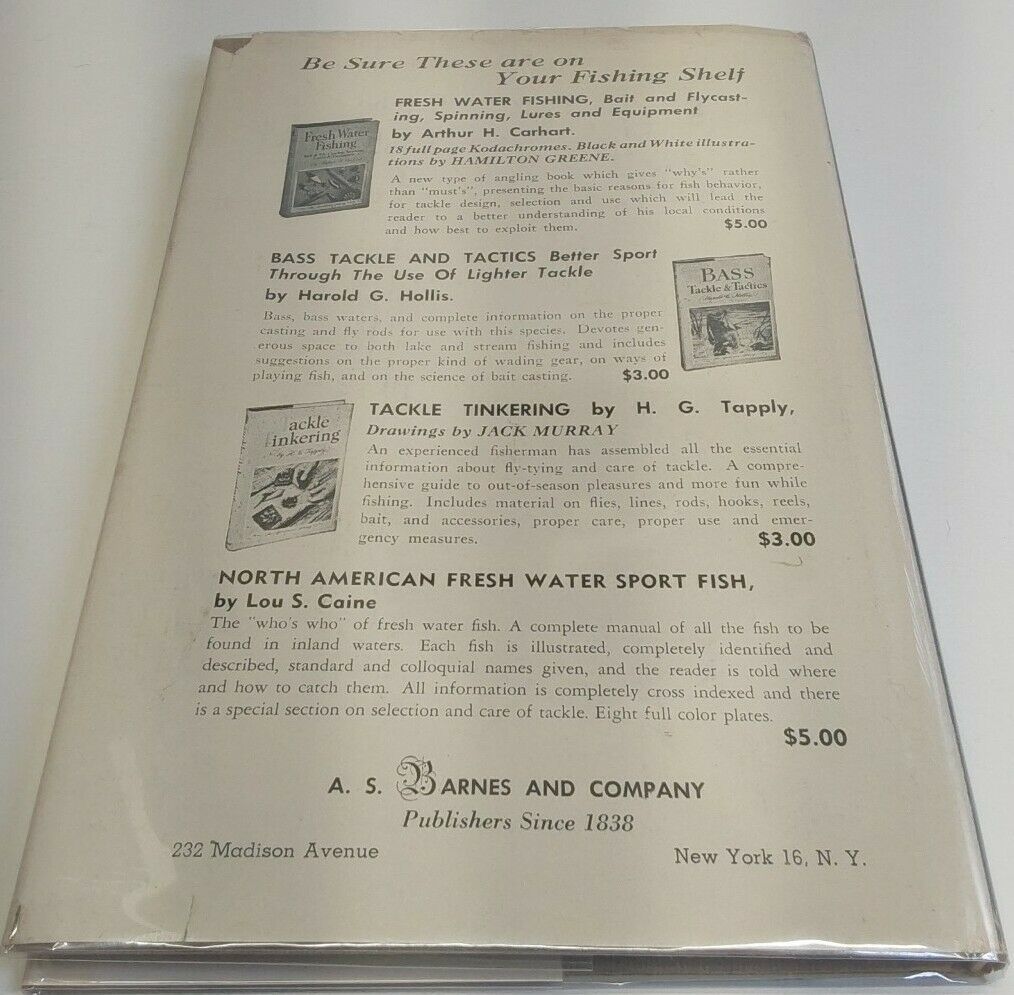 Be Sure These are on
Your Fishing Shelf
FRESH WATER FISHING, Bait and Flycast-
ing, Spinning, Lures and Equipment
by Arthur H. Carhart.
18 full page Kodachromes. Black and White illustra-
tions by HAMILTON GREENE.
A new type of angling book which gives "why's" rather
than "must's", presenting the basic reasons for fish behavior,
for tackle design, selection and use which will lead the
reader to a better understanding of his local conditions
and how best to exploit them. $5.00
Fresh Water
Fishing
BASS TACKLE AND TACTICS Better Sport
Through The Use Of Lighter Tackle
by Harold G. Hollis.
Bass, bass waters, and complete information on the proper
casting and fly rods for use with this species. Devotes gen-
erous space to both lake and stream fishing and includes
suggestions on the proper kind of wading gear, on ways of
playing fish, and on the science of bait casting. $3.00
BASS
Tackle & Tactics
ackle
inkering
by H. G. Tapply
TACKLE TINKERING by H. G. Tapply,
Drawings by JACK MURRAY
An experienced fisherman has assembled all the essential
information about fly-tying and care of tackle. A compre-
hensive guide to out-of-season pleasures and more fun while
fishing. Includes material on flies, lines, rods, hooks, reels,
bait, and accessories, proper care, proper use and emer-
gency measures. $3.00
NORTH AMERICAN FRESH WATER SPORT FISH,
by Lou S. Caine
The "who's who" of fresh water fish. A complete manual of all the fish to be
found in inland waters. Each fish is illustrated, completely identified and
described, standard and colloquial names given, and the reader is told where
and how to catch them. All information is completely cross indexed and there
is a special section on selection and care of tackle. Eight full color plates.
$5.00
A. S. BARNES AND COMPANY
Publishers Since 1838
232 Madison Avenue New York 16, N. Y.